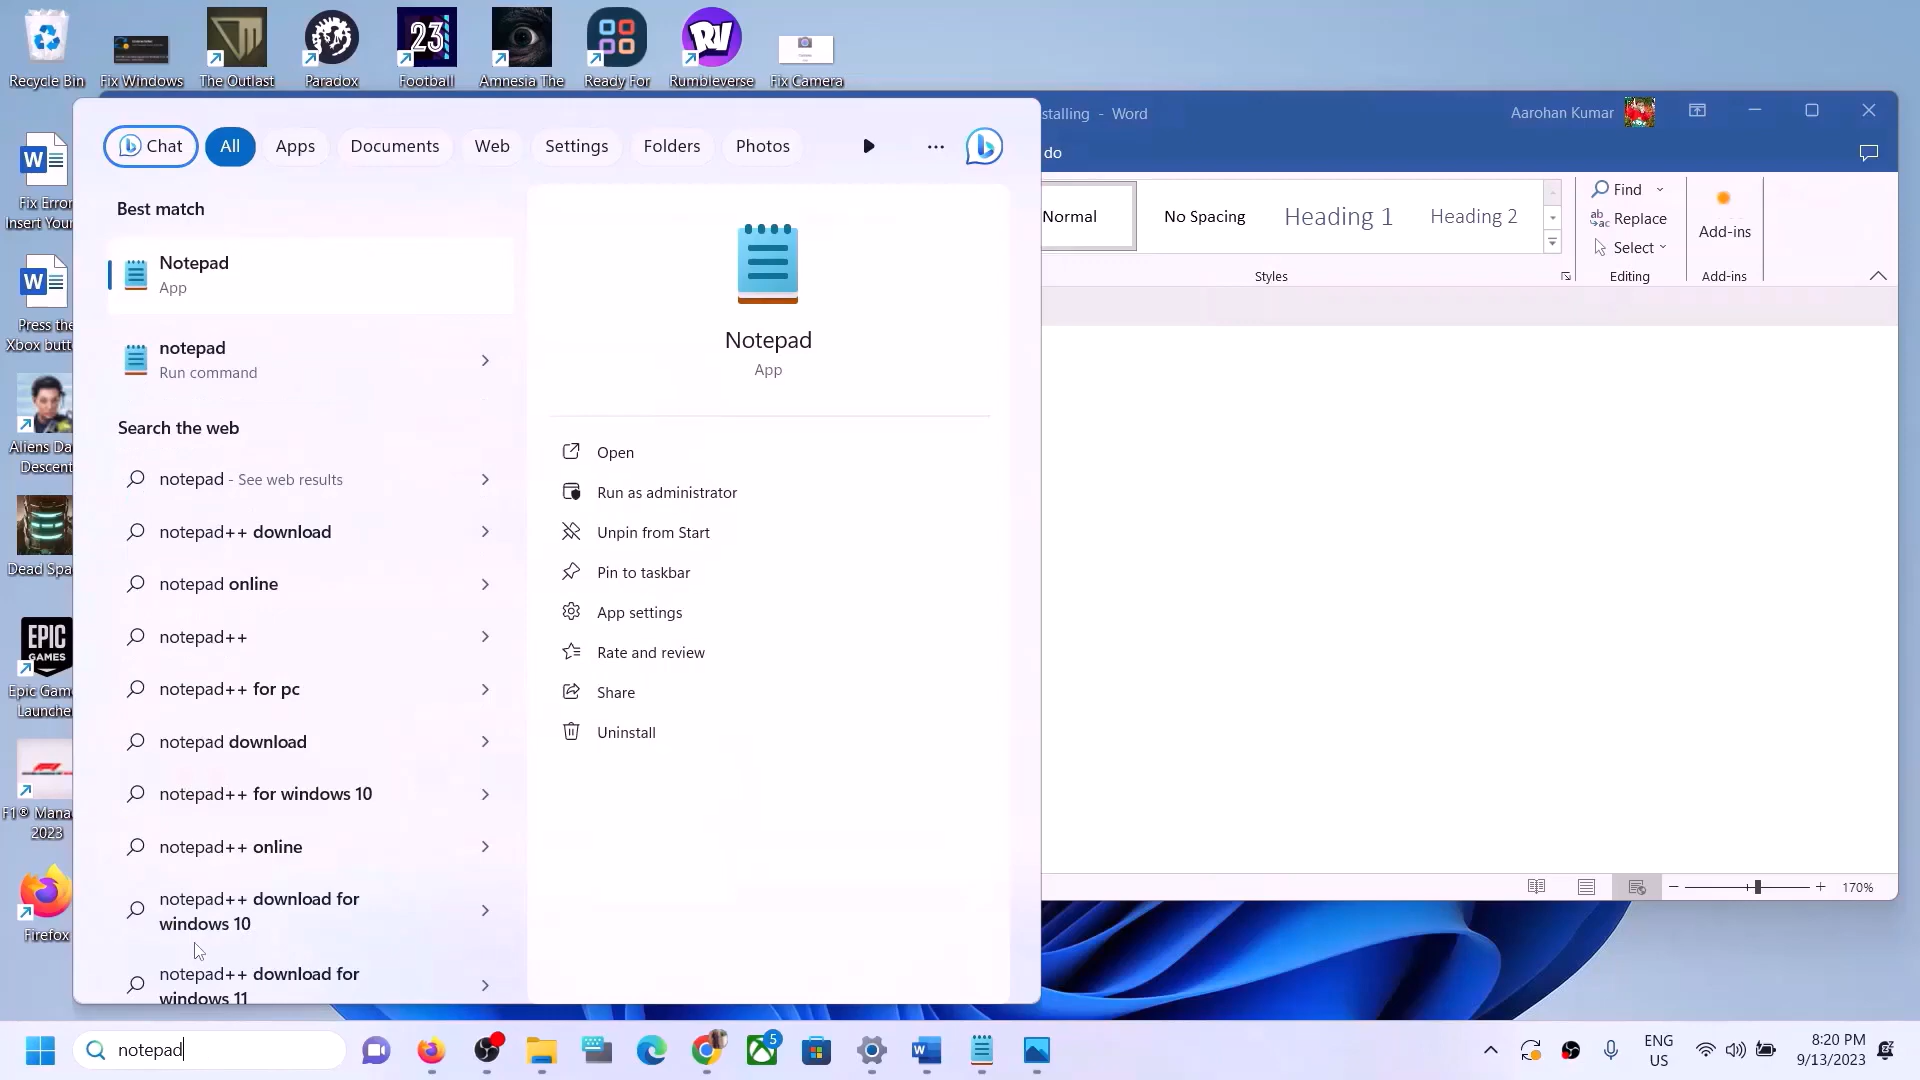 Recycle Bin
Fix Windows
The Outlast
Paradox
23
Football
Amnesia The
Ready For
RV
Rumbleverse
Fix Camera
W
Fix Error
Insert Your
W
Press the
Xbox butt
Aliens Da
Descent
Dead Spa
EPIC
GAMES
Epic Gam
Launche
F1® Mana
2023
Firefox
Chat
All
Apps
Documents
Web
Settings
Folders
Photos
Best match
Notepad
App
notepad
Run command
Search the web
notepad - See web results
notepad++ download
notepad online
notepad++
notepad++ for pc
notepad download
notepad++ for windows 10
notepad++ online
notepad++ download for
windows 10
notepad++ download for
windows 11
Notepad
App
Open
Run as administrator
Unpin from Start
Pin to taskbar
App settings
Rate and review
Share
Uninstall
stalling - Word
Aarohan Kumar
do
Normal
No Spacing
Heading 1
Heading 2
Styles
Find
Replace
Select
Editing
Add-ins
Add-ins
170%
notepad
5
W
ENG
US
8:20 PM
9/13/2023